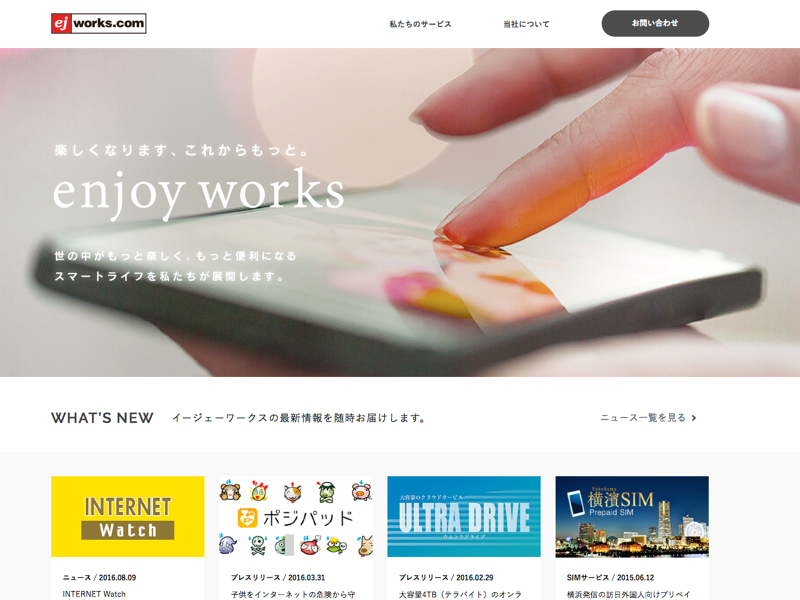 ej works.com
私たちのサービス
当社について
お問い合わせ
楽しくなります、これからもっと。
enjoy works
世の中がもっと楽しく、もっと便利になる
スマートライフを私たちが展開します。
WHAT'S NEW
イージェーワークスの最新情報を随時お届けします。
ニュース一覧を見る
INTERNET
Watch
ポジパッド
大容量のクラウドサービス
ULTRA DRIVE
ウルトラドライブ
Yokohama
横濱SIM
Prepaid SIM
ニュース / 2016.08.09
INTERNET Watch
プレスリリース / 2016.03.31
子供をインターネットの危険から守
プレスリリース / 2016.02.29
大容量4TB（テラバイト）のオンラ
SIMサービス / 2015.06.12
横浜発信の訪日外国人向けプリペイ